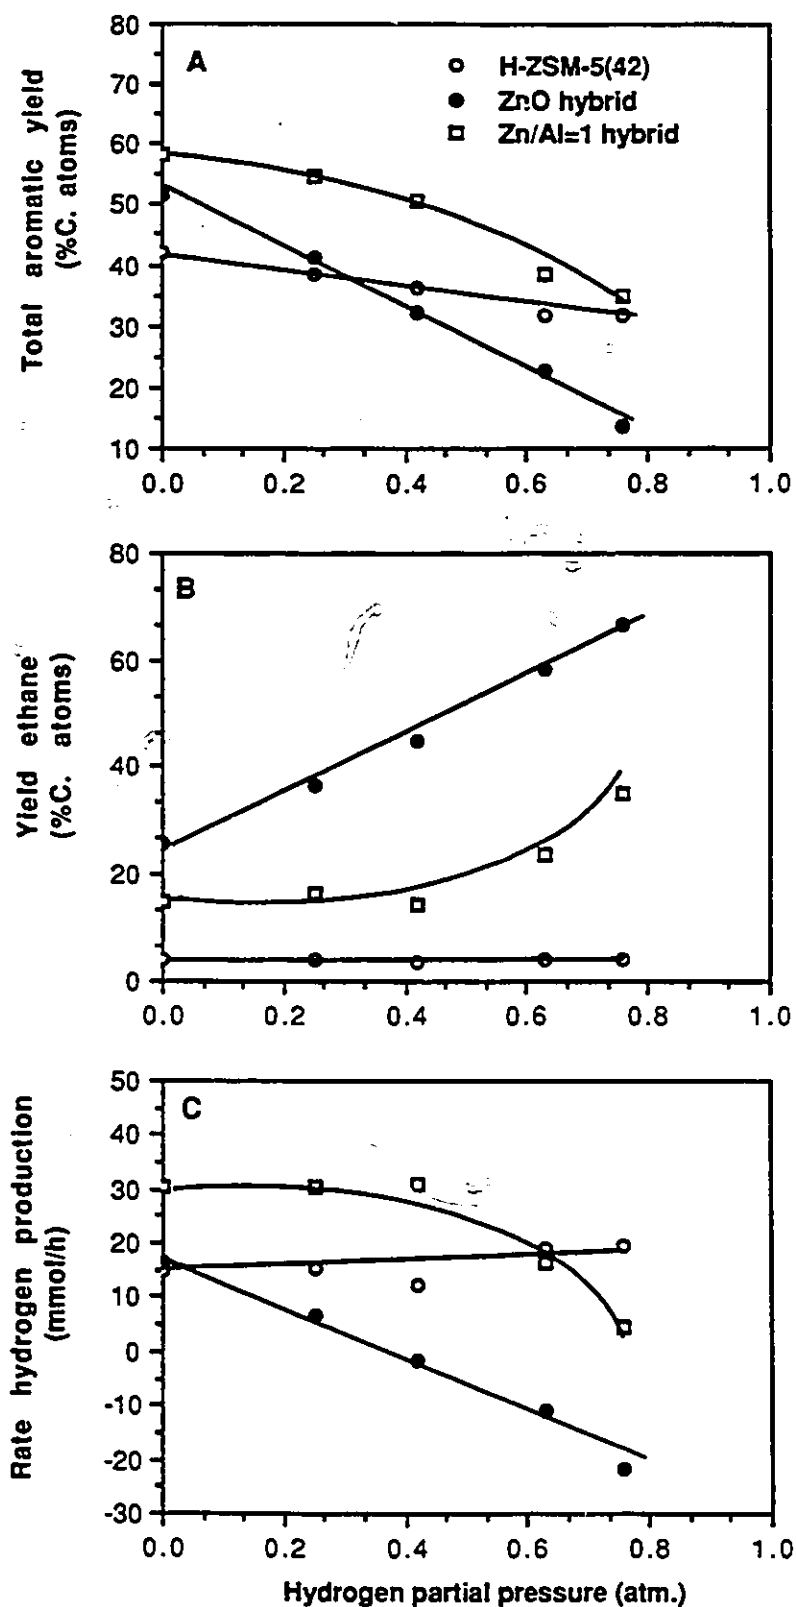 80
A
H-ZSM-5(42)
70
ZnO hybrid
Zn/Al=1 hybrid
60
50
40
30
20
10
Total aromatic yield
(%C. atoms)
0.0 0.2 0.4 0.6 0.8 1.0
80
B
60
40
20
0
Yield ethane
(%C. atoms)
0.0 0.2 0.4 0.6 0.8 1.0
50
C
40
30
20
10
0
-10
-20
-30
Rate hydrogen production
(mmol/h)
0.0 0.2 0.4 0.6 0.8 1.0
Hydrogen partial pressure (atm.)